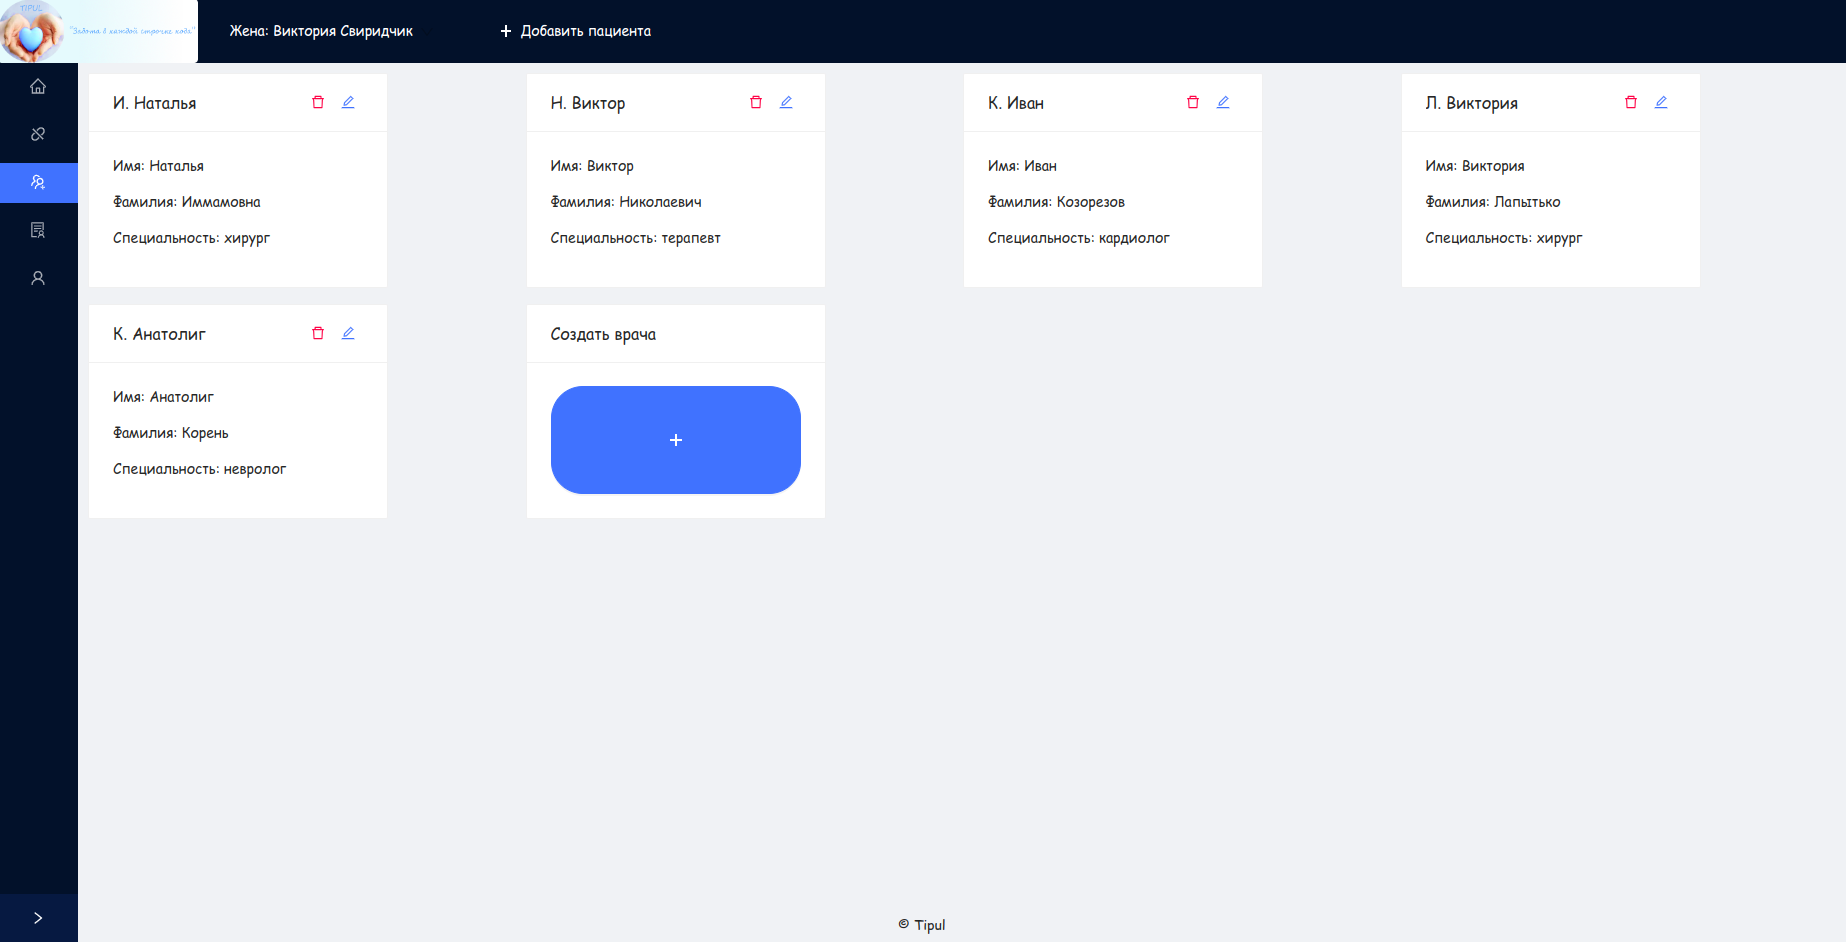 TIPUL
"Забота в каждой строчке кода"
Жена: Виктория Свиридчик
Добавить пациента
И. Наталья
Имя: Наталья
Фамилия: Иммамовна
Специальность: хирург
Н. Виктор
Имя: Виктор
Фамилия: Николаевич
Специальность: терапевт
К. Иван
Имя: Иван
Фамилия: Козорезов
Специальность: кардиолог
Л. Виктория
Имя: Виктория
Фамилия: Лапытько
Специальность: хирург
К. Анатолиг
Имя: Анатолиг
Фамилия: Корень
Специальность: невролог
Создать врача
© Tipul